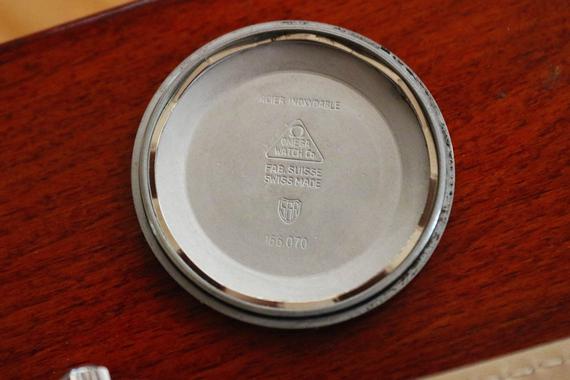 ACIER INOXYDABLE
Ω
OMEGA
WATCH Co
FAB. SUISSE
SWISS MADE
166.070